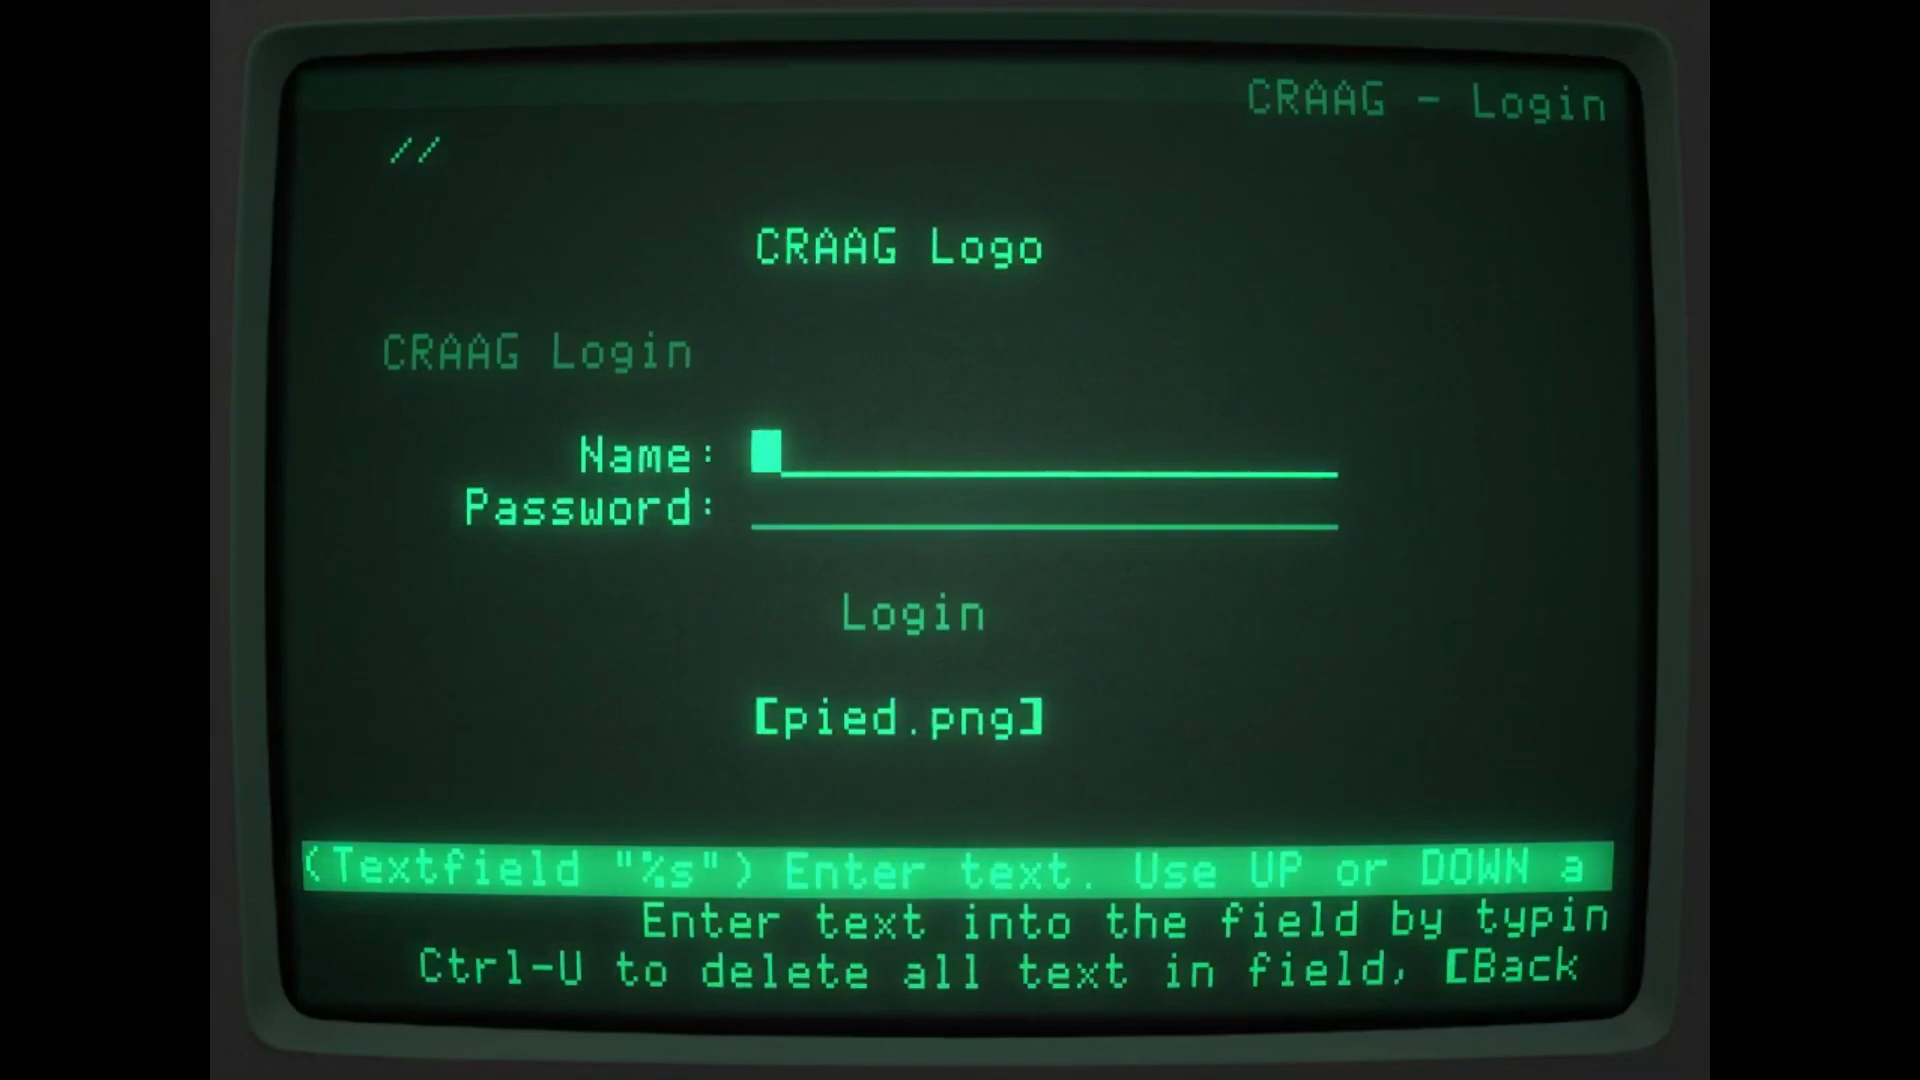 CRAAG - Login
//
CRAAG Logo
CRAAG Login
Name:
Password:
Login
[pied.png]
(Textfield "%s") Enter text. Use UP or DOWN a
Enter text into the field by typin
Ctrl-U to delete all text in field, [Back